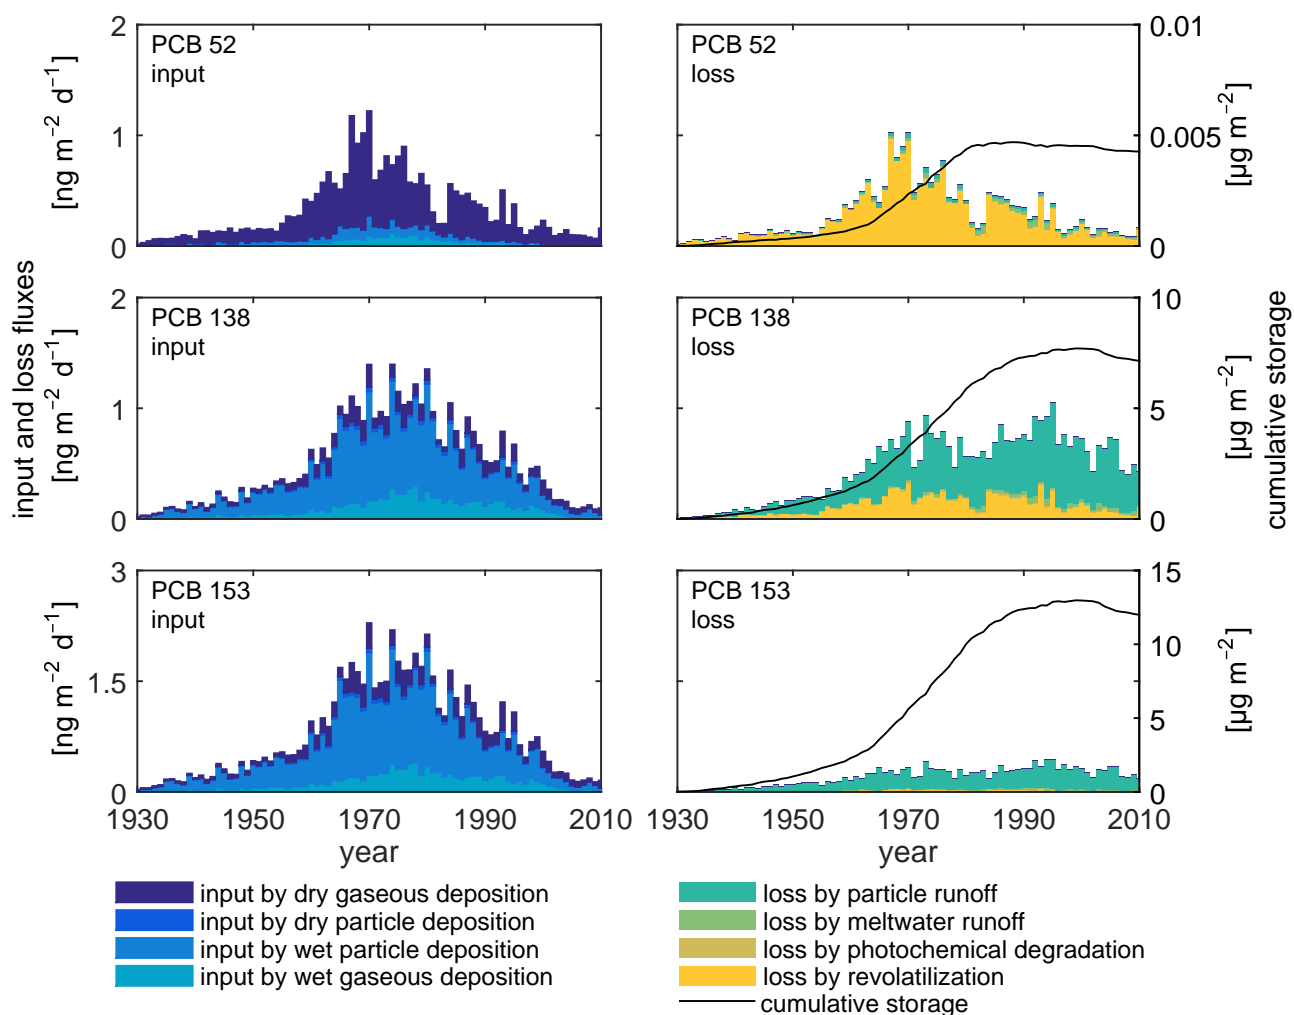 input and loss fluxes
[ng m⁻² d⁻¹]
2
1
0
PCB 52
input
PCB 52
loss
0.01
0.005
0
[µg m⁻²]
[ng m⁻² d⁻¹]
2
1
0
PCB 138
input
PCB 138
loss
10
5
0
[µg m⁻²]
cumulative storage
[ng m⁻² d⁻¹]
3
1.5
0
PCB 153
input
PCB 153
loss
15
10
5
0
[µg m⁻²]
1930 1950 1970 1990 2010
1930 1950 1970 1990 2010
year
year
input by dry gaseous deposition
input by dry particle deposition
input by wet particle deposition
input by wet gaseous deposition
loss by particle runoff
loss by meltwater runoff
loss by photochemical degradation
loss by revolatilization
cumulative storage